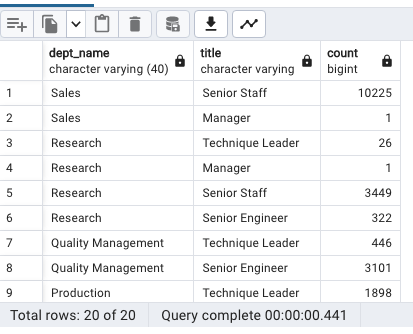 dept_name title count
character varying (40) character varying bigint
1 Sales Senior Staff 10225
2 Sales Manager 1
3 Research Technique Leader 26
4 Research Manager 1
5 Research Senior Staff 3449
6 Research Senior Engineer 322
7 Quality Management Technique Leader 446
8 Quality Management Senior Engineer 3101
9 Production Technique Leader 1898
Total rows: 20 of 20 Query complete 00:00:00.441